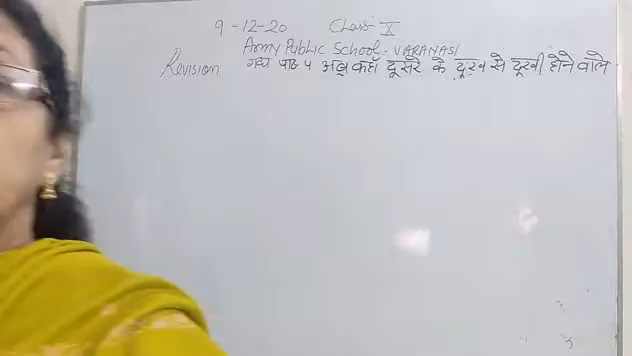 9-12-20 Class X
Army Public School - VARANASI
Revision गद्य पाठ 5 अब कहाँ दूसरे के दूःख से दूखी होने वाले